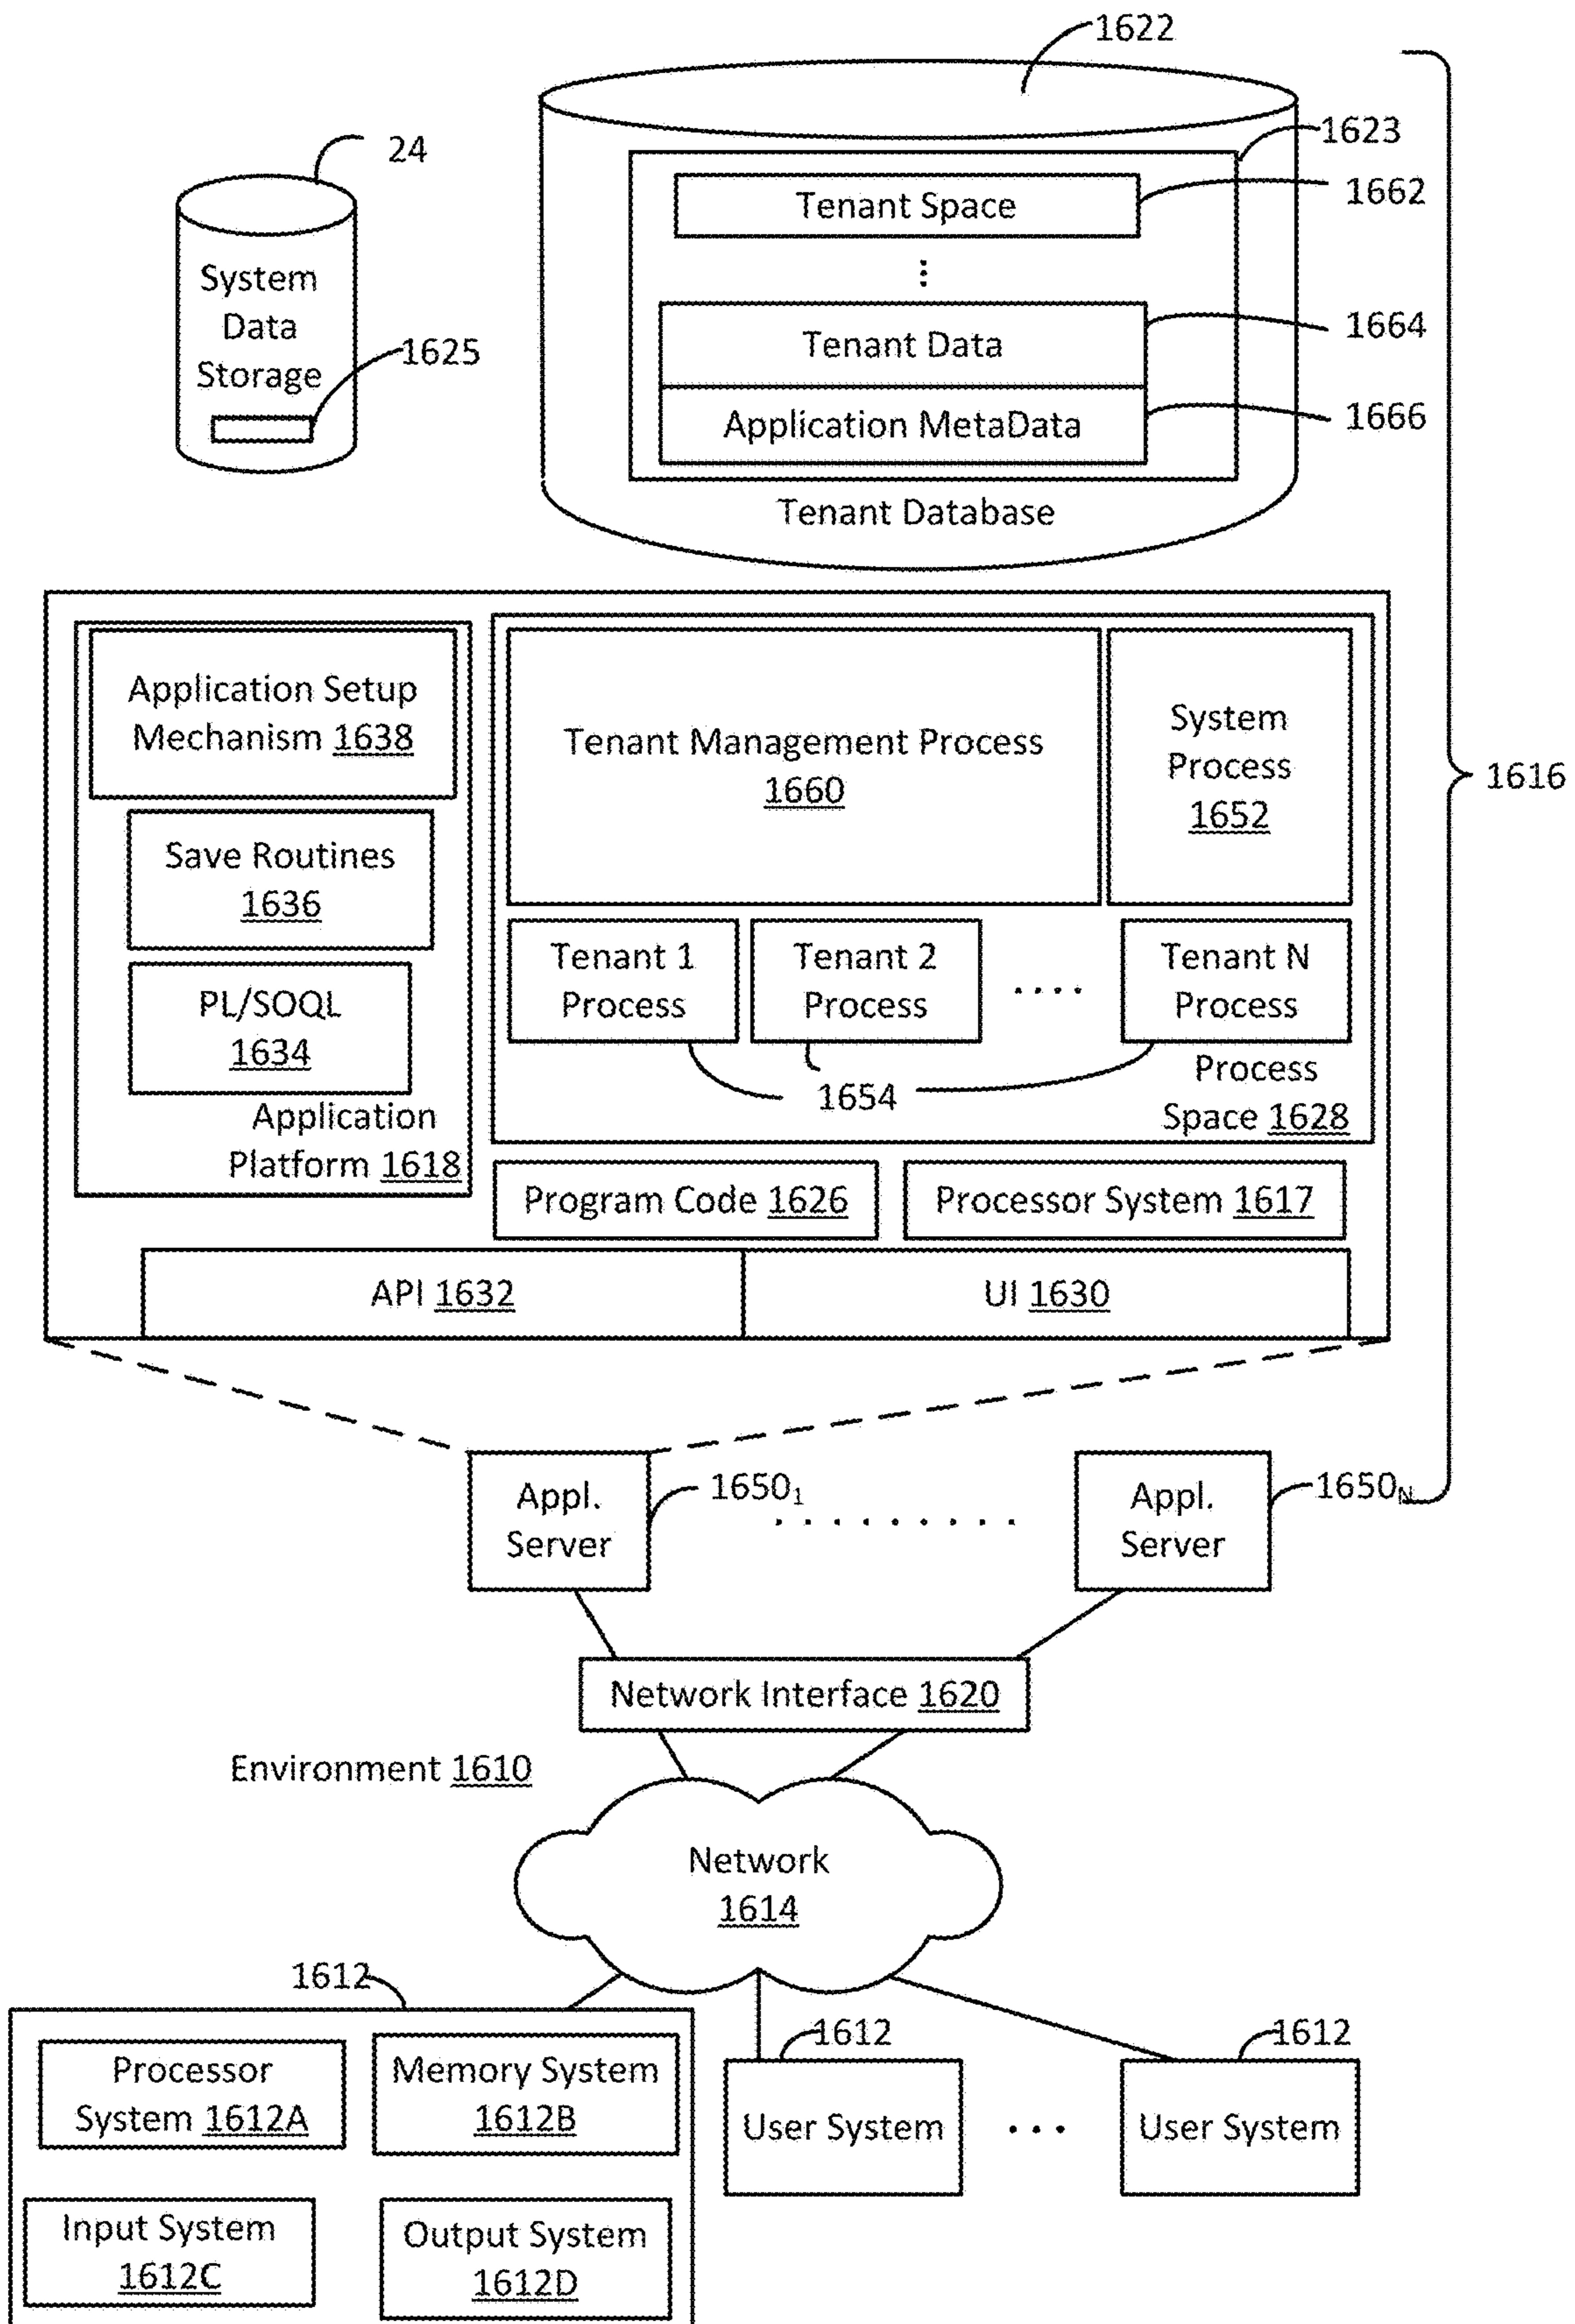 1622
1623
24
Tenant Space
1662
System
Data
Storage
1625
Tenant Data
1664
Application MetaData
1666
Tenant Database
Application Setup
Mechanism 1638
Tenant Management Process
1660
System
Process
1652
1616
Save Routines
1636
Tenant 1
Process
Tenant 2
Process
....
Tenant N
Process
PL/SOQL
1634
1654
Process
Space 1628
Application
Platform 1618
Program Code 1626
Processor System 1617
API 1632
UI 1630
Appl.
Server
1650₁
Appl.
Server
1650N
Network Interface 1620
Environment 1610
Network
1614
1612
Processor
System 1612A
Memory System
1612B
1612
User System
...
1612
User System
Input System
1612C
Output System
1612D